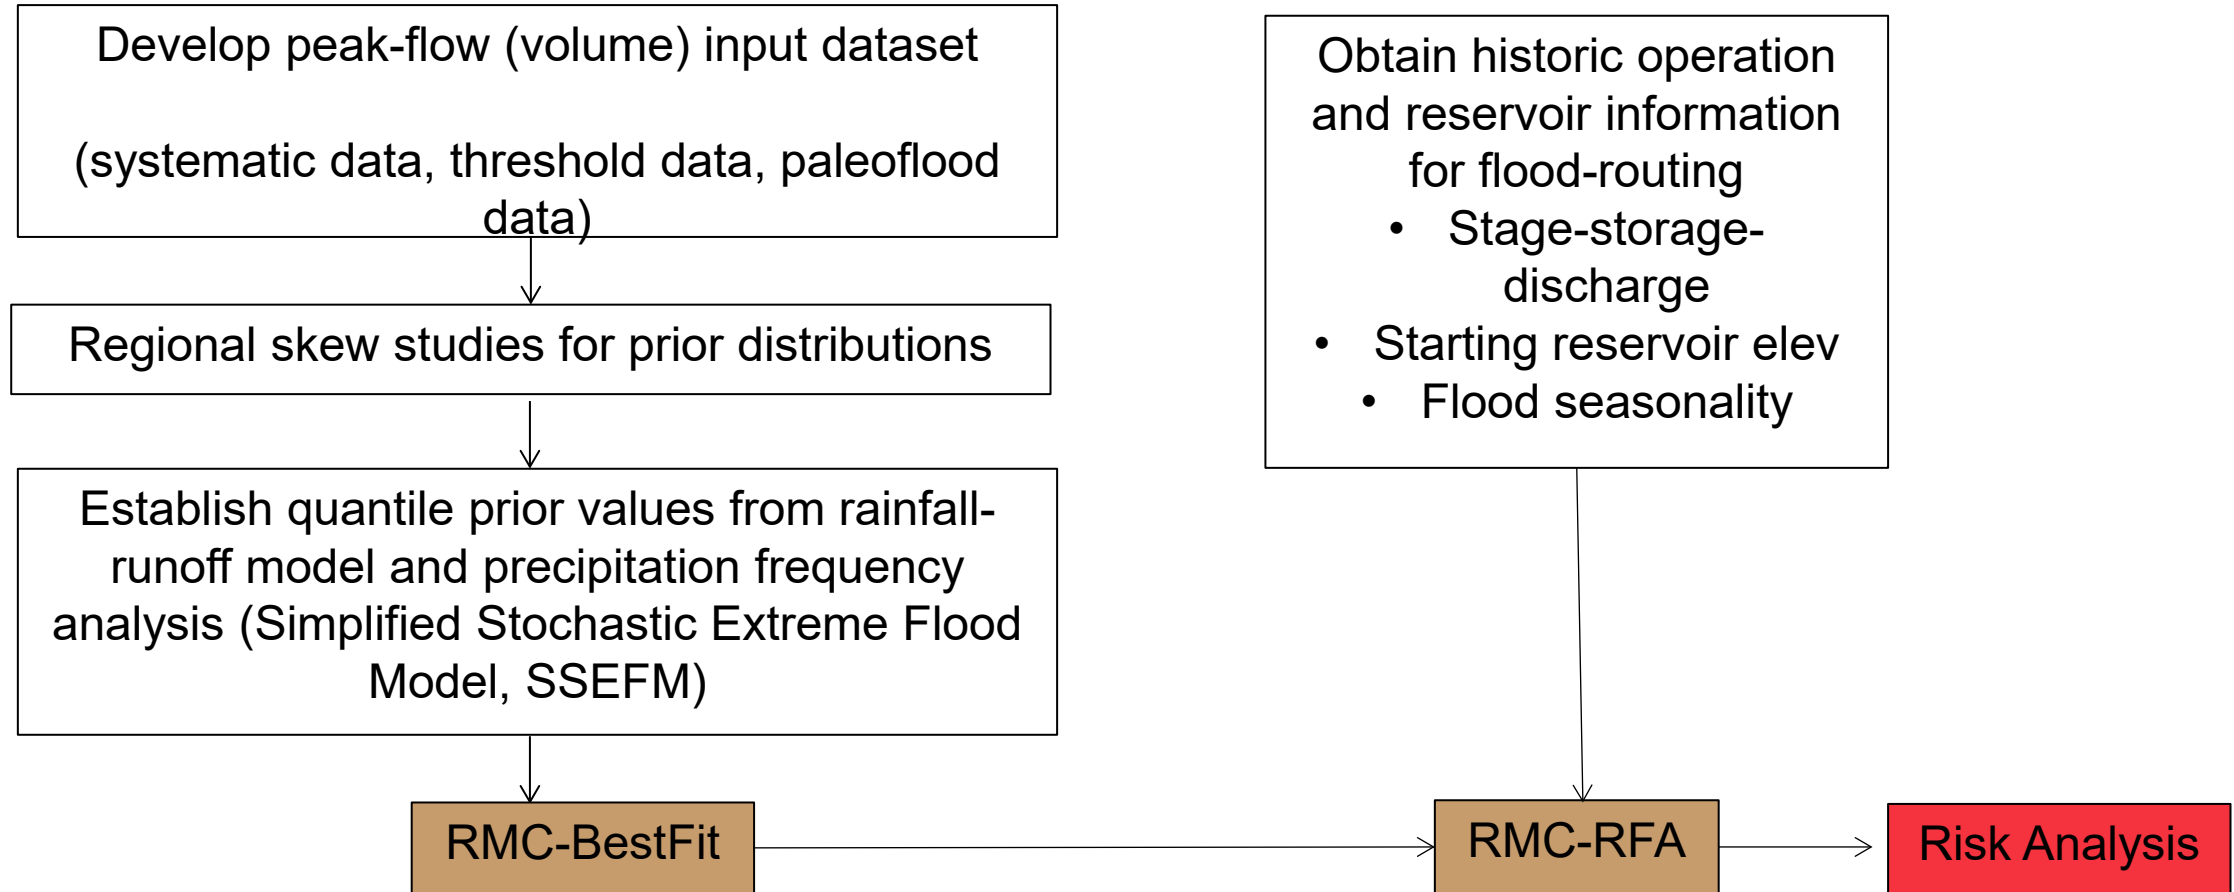 Develop peak-flow (volume) input dataset
(systematic data, threshold data, paleoflood
data)
Regional skew studies for prior distributions
Establish quantile prior values from rainfall-
runoff model and precipitation frequency
analysis (Simplified Stochastic Extreme Flood
Model, SSEFM)
RMC-BestFit
Obtain historic operation
and reservoir information
for flood-routing
• Stage-storage-
discharge
• Starting reservoir elev
• Flood seasonality
RMC-RFA
Risk Analysis